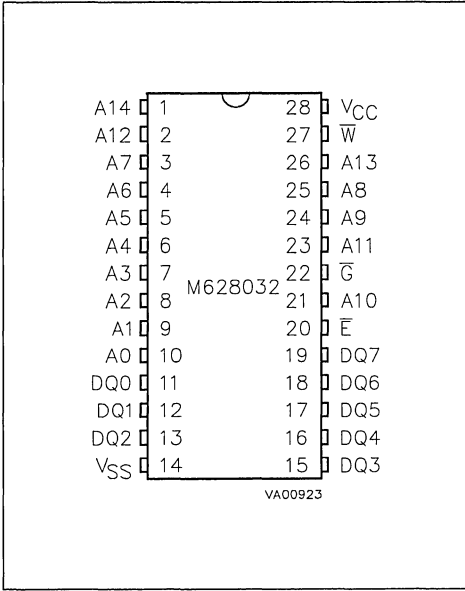 A14 1 28 VCC
A12 2 27 W̅
A7 3 26 A13
A6 4 25 A8
A5 5 24 A9
A4 6 23 A11
A3 7 22 G̅
M628032
A2 8 21 A10
A1 9 20 E̅
A0 10 19 DQ7
DQ0 11 18 DQ6
DQ1 12 17 DQ5
DQ2 13 16 DQ4
VSS 14 15 DQ3
VA00923